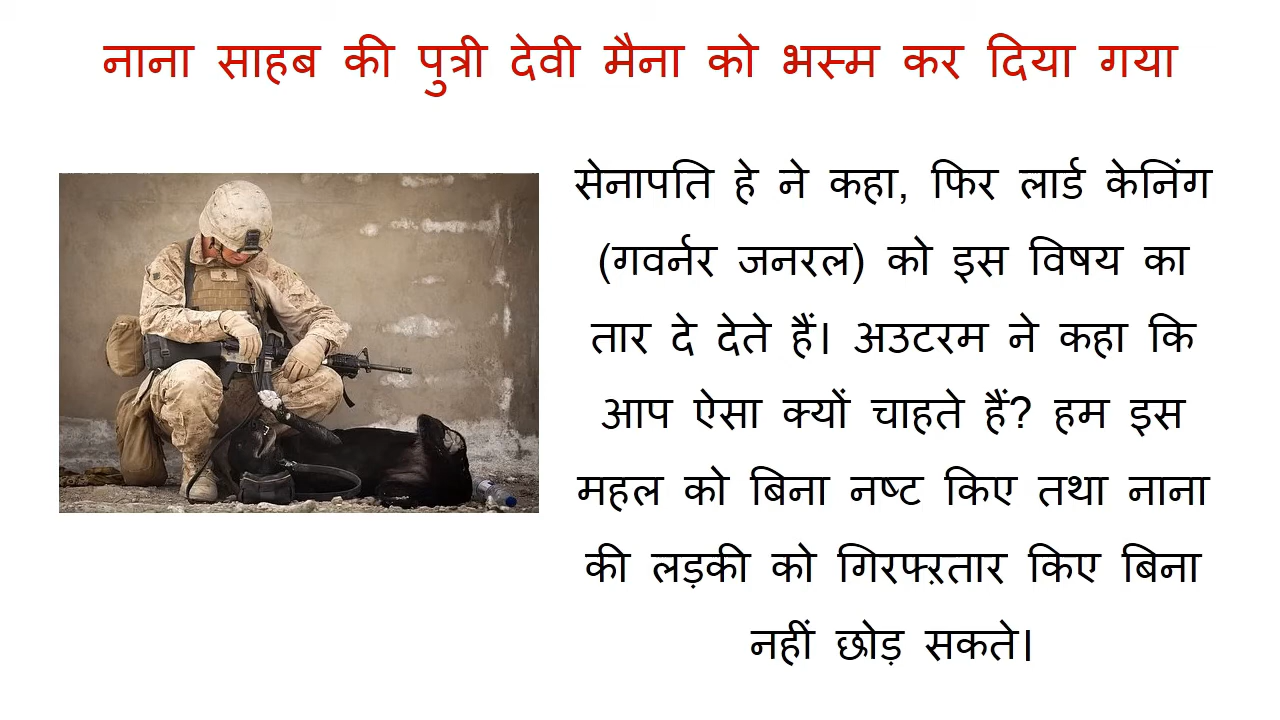 नाना साहब की पुत्री देवी मैना को भस्म कर दिया गया
सेनापति हे ने कहा, फिर लार्ड केनिंग
(गवर्नर जनरल) को इस विषय का
तार दे देते हैं। अउटरम ने कहा कि
आप ऐसा क्यों चाहते हैं? हम इस
महल को बिना नष्ट किए तथा नाना
की लड़की को गिरफ्ऱतार किए बिना
नहीं छोड़ सकते।